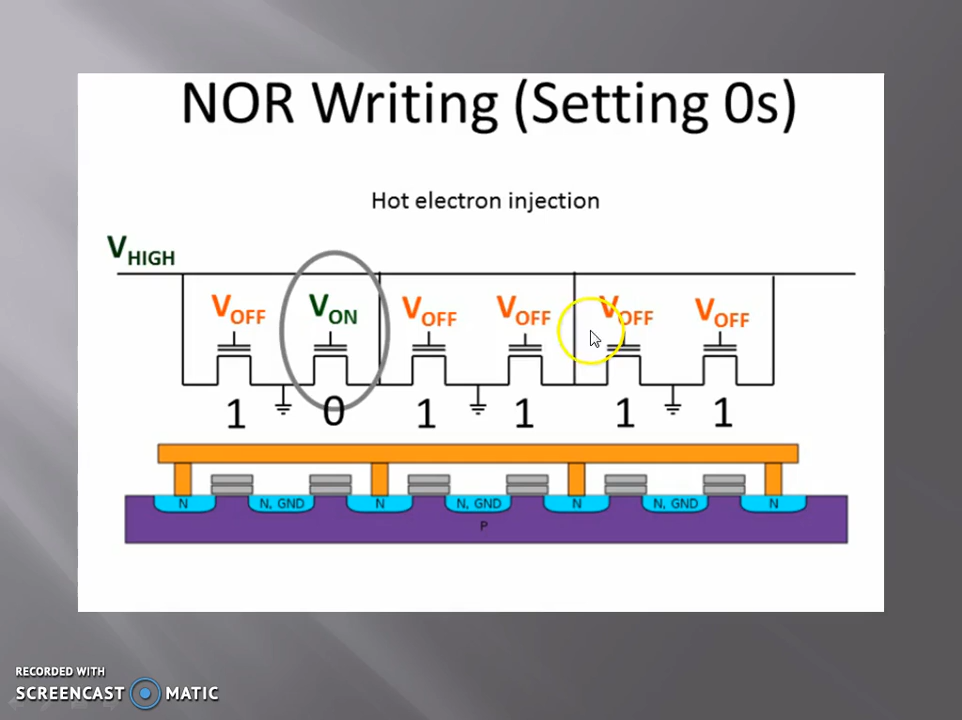 NOR Writing (Setting 0s)
Hot electron injection
VHIGH
VOFF VON VOFF VOFF VOFF VOFF
1 0 1 1 1 1
N N, GND N N, GND N N, GND N
P
RECORDED WITH
SCREENCAST MATIC